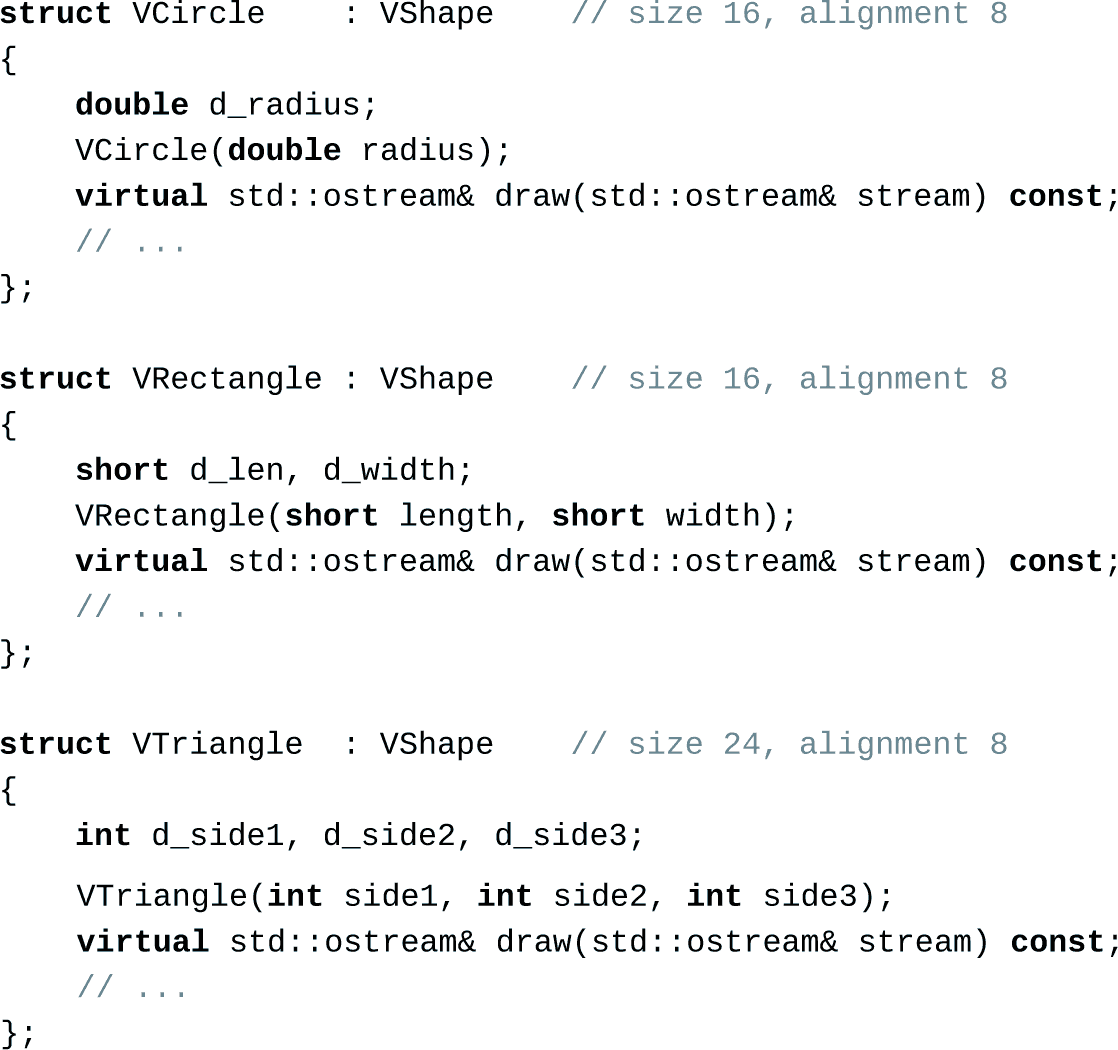 struct VCircle    : VShape    // size 16, alignment 8
{
    double d_radius;
    VCircle(double radius);
    virtual std::ostream& draw(std::ostream& stream) const;
    // ...
};

struct VRectangle : VShape    // size 16, alignment 8
{
    short d_len, d_width;
    VRectangle(short length, short width);
    virtual std::ostream& draw(std::ostream& stream) const;
    // ...
};

struct VTriangle  : VShape    // size 24, alignment 8
{
    int d_side1, d_side2, d_side3;
    VTriangle(int side1, int side2, int side3);
    virtual std::ostream& draw(std::ostream& stream) const;
    // ...
};